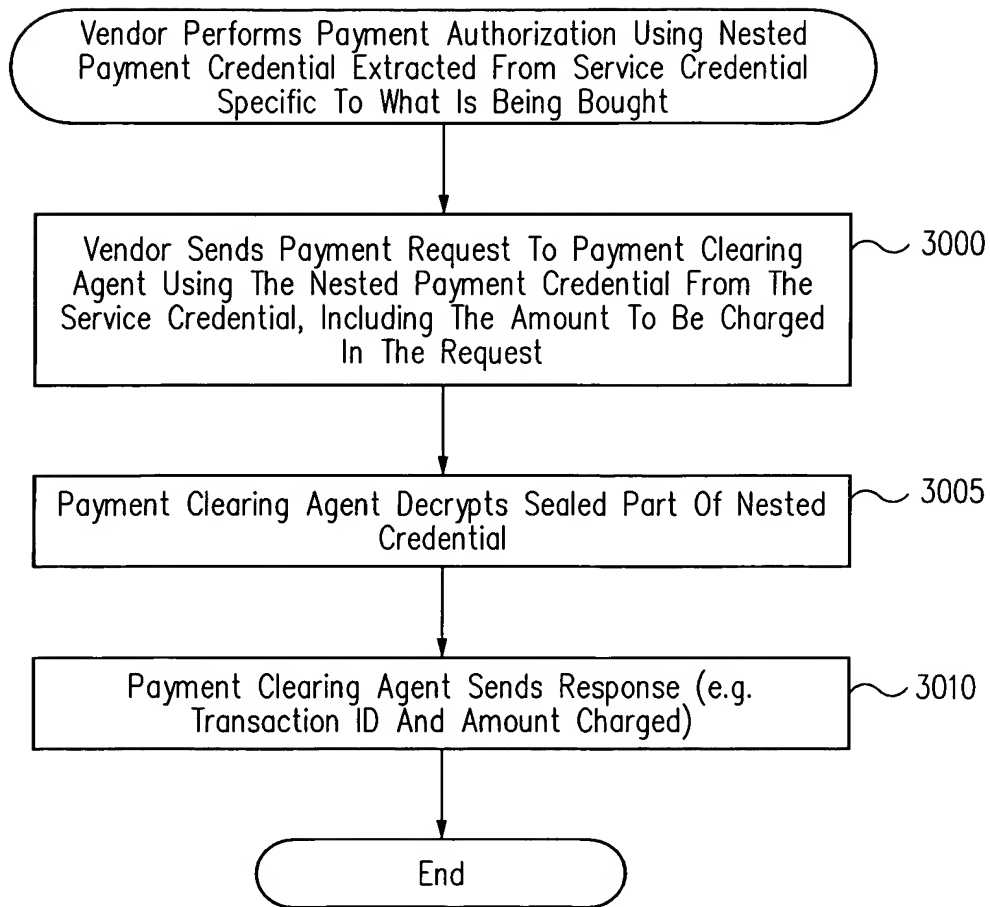 Vendor Performs Payment Authorization Using Nested
Payment Credential Extracted From Service Credential
Specific To What Is Being Bought
Vendor Sends Payment Request To Payment Clearing
Agent Using The Nested Payment Credential From The
Service Credential, Including The Amount To Be Charged
In The Request
3000
Payment Clearing Agent Decrypts Sealed Part Of Nested
Credential
3005
Payment Clearing Agent Sends Response (e.g.
Transaction ID And Amount Charged)
3010
End